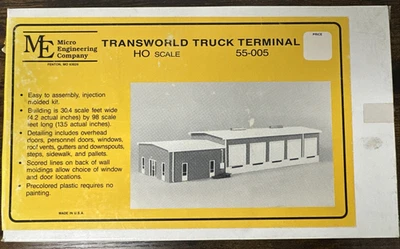 ME Micro
Engineering
Company
FENTON, MO 63026
TRANSWORLD TRUCK TERMINAL
HO SCALE 55-005
PRICE
• Easy to assembly, injection
molded kit.
• Building is 30.4 scale feet wide
(4.2 actual inches) by 98 scale
feet long (13.5 actual inches).
• Detailing includes overhead
doors, personnel doors, windows,
roof vents, gutters and downspouts,
steps, sidewalk, and pallets.
• Scored lines on back of wall
moldings allow choice of window
and door locations.
• Precolored plastic requires no
painting.
MADE IN U.S.A.